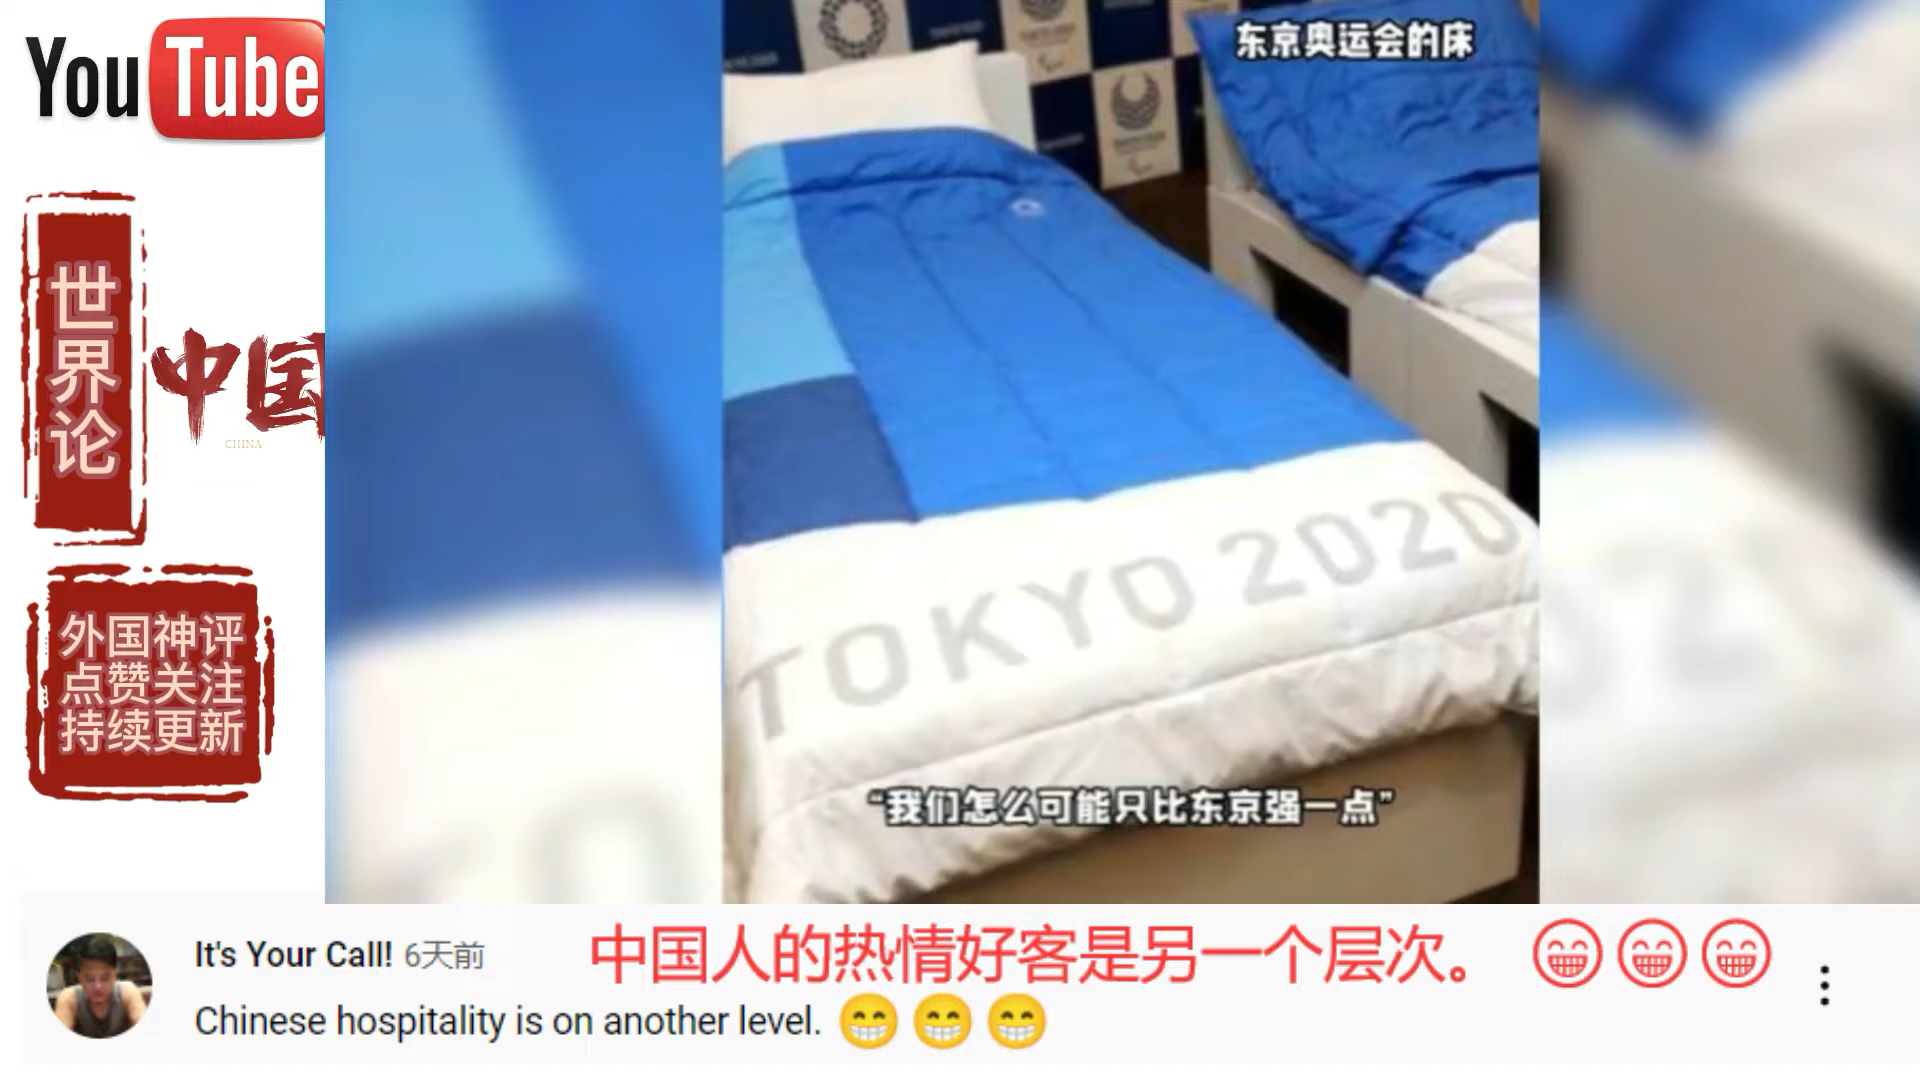 YouTube
世界论
中国
CHINA
外国神评
点赞关注
持续更新
东京奥运会的床
TOKYO 2020
“我们怎么可能只比东京强一点”
It's Your Call! 6天前
中国人的热情好客是另一个层次。😁😁😁
Chinese hospitality is on another level. 😁😁😁